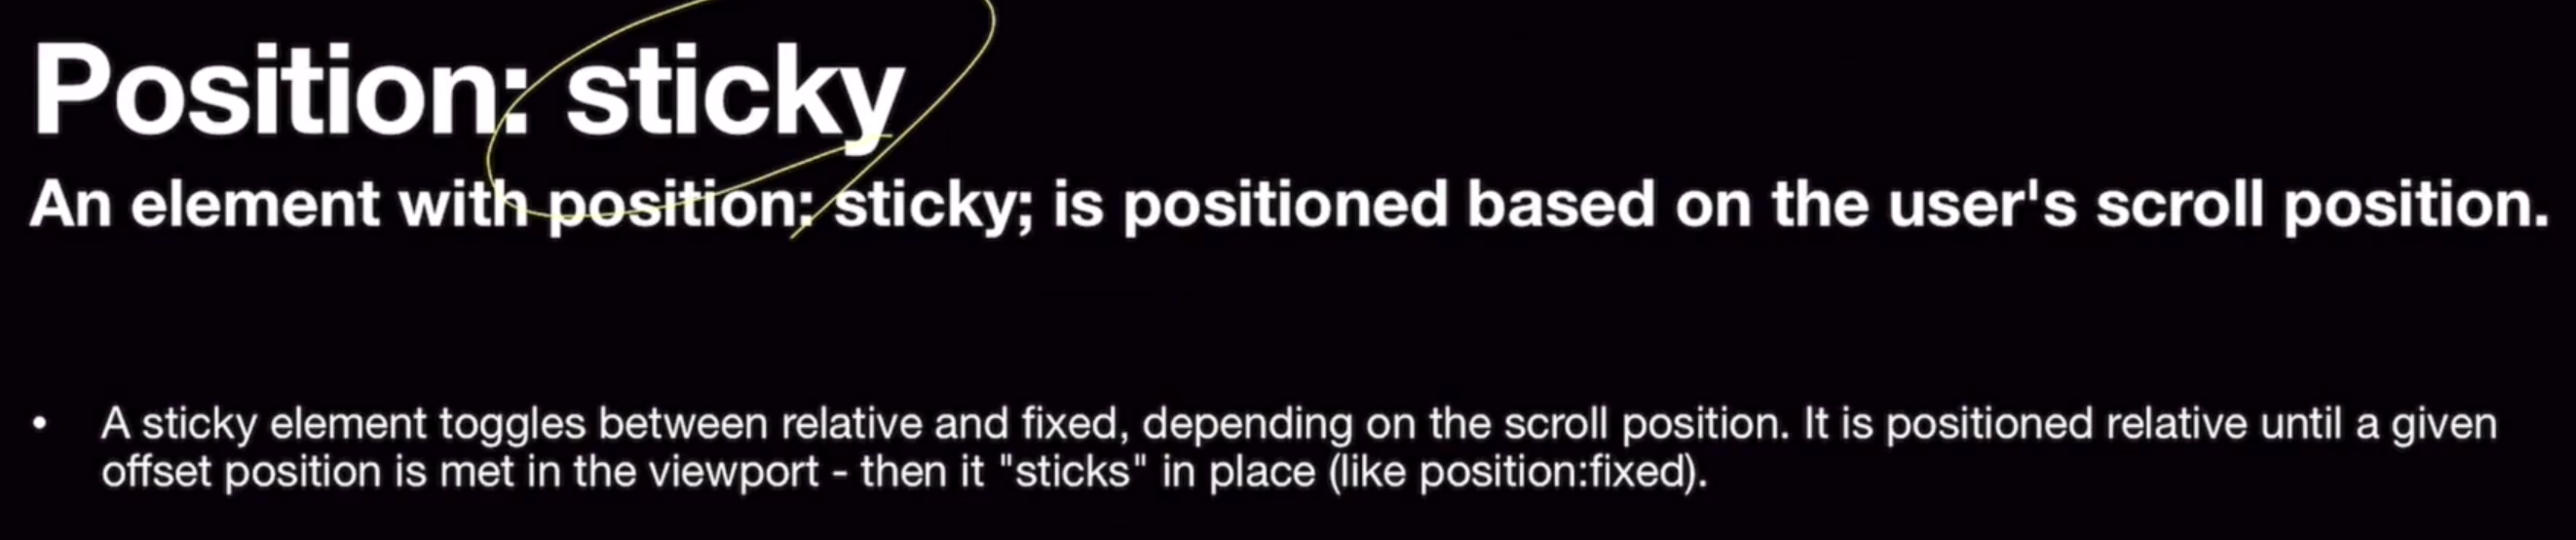 Position: sticky
An element with position: sticky; is positioned based on the user's scroll position.
• A sticky element toggles between relative and fixed, depending on the scroll position. It is positioned relative until a given
offset position is met in the viewport - then it "sticks" in place (like position:fixed).